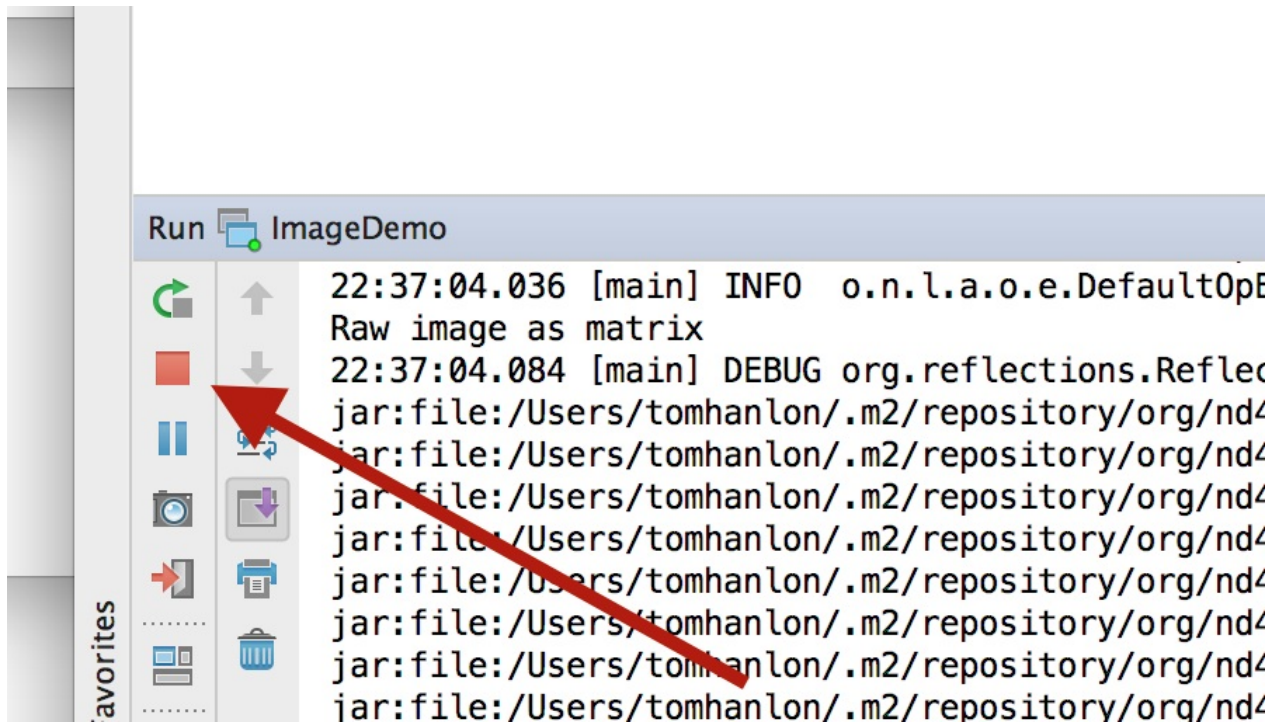 Run ImageDemo
22:37:04.036 [main] INFO o.n.l.a.o.e.DefaultOpE
Raw image as matrix
22:37:04.084 [main] DEBUG org.reflections.Reflec
jar:file:/Users/tomhanlon/.m2/repository/org/nd4
jar:file:/Users/tomhanlon/.m2/repository/org/nd4
jar:file:/Users/tomhanlon/.m2/repository/org/nd4
jar:file:/Users/tomhanlon/.m2/repository/org/nd4
jar:file:/Users/tomhanlon/.m2/repository/org/nd4
jar:file:/Users/tomhanlon/.m2/repository/org/nd4
jar:file:/Users/tomhanlon/.m2/repository/org/nd4
jar:file:/Users/tomhanlon/.m2/repository/org/nd4
Favorites